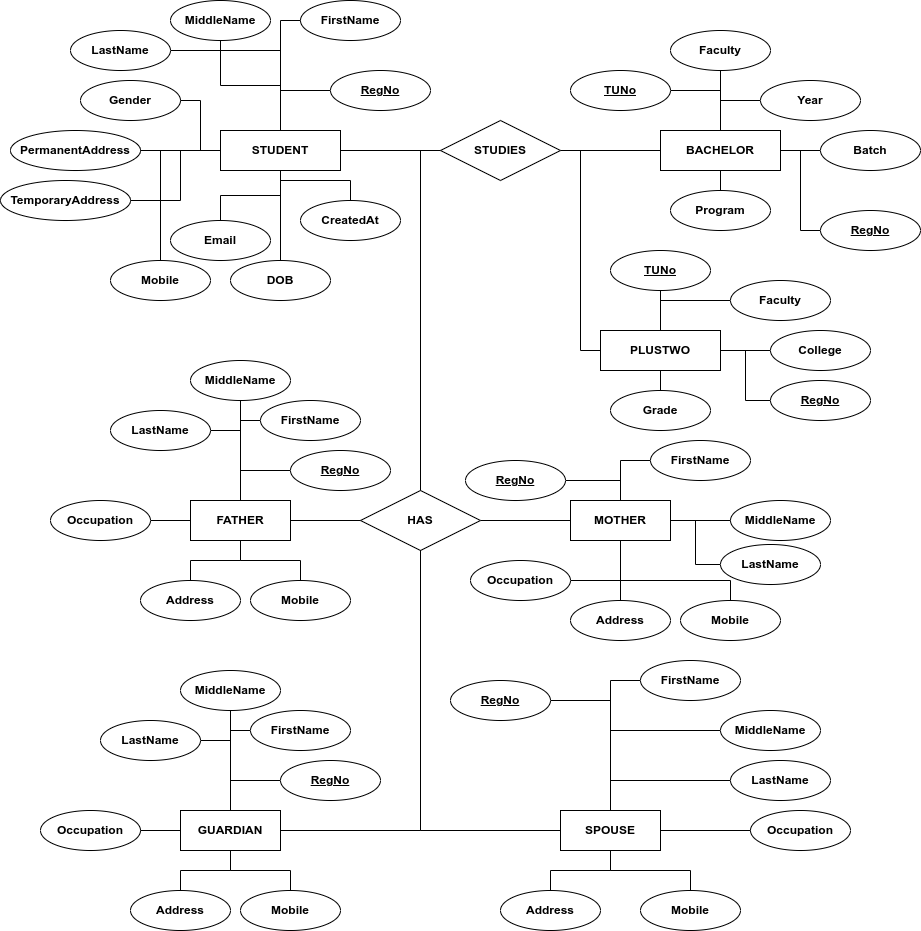 MiddleName
FirstName
LastName
Faculty
RegNo
TUNo
Gender
Year
PermanentAddress
STUDENT
STUDIES
BACHELOR
Batch
TemporaryAddress
CreatedAt
Program
Email
RegNo
Mobile
DOB
TUNo
Faculty
PLUSTWO
College
MiddleName
RegNo
FirstName
Grade
LastName
RegNo
FirstName
RegNo
Occupation
FATHER
HAS
MOTHER
MiddleName
LastName
Occupation
Address
Mobile
Address
Mobile
MiddleName
FirstName
RegNo
FirstName
MiddleName
LastName
RegNo
LastName
Occupation
GUARDIAN
SPOUSE
Occupation
Address
Mobile
Address
Mobile